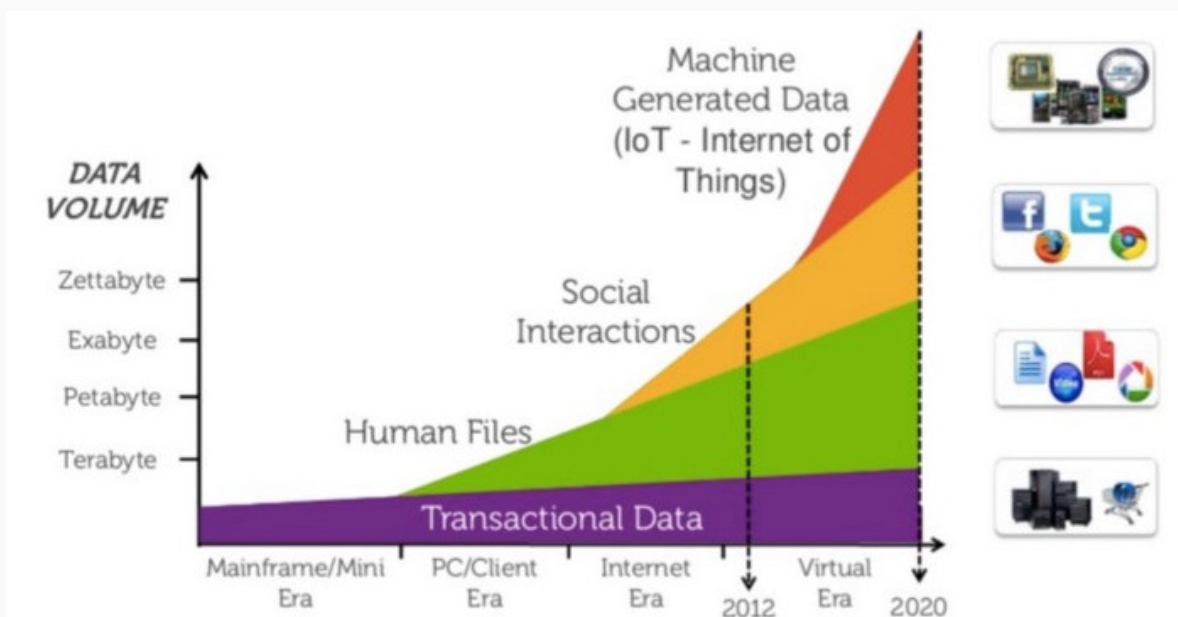 Machine
Generated Data
(IoT - Internet of
Things)
DATA
VOLUME
Zettabyte
Social
Interactions
Exabyte
Petabyte
Human Files
Terabyte
Transactional Data
Mainframe/Mini
Era
PC/Client
Era
Internet
Era
2012
Virtual
Era
2020